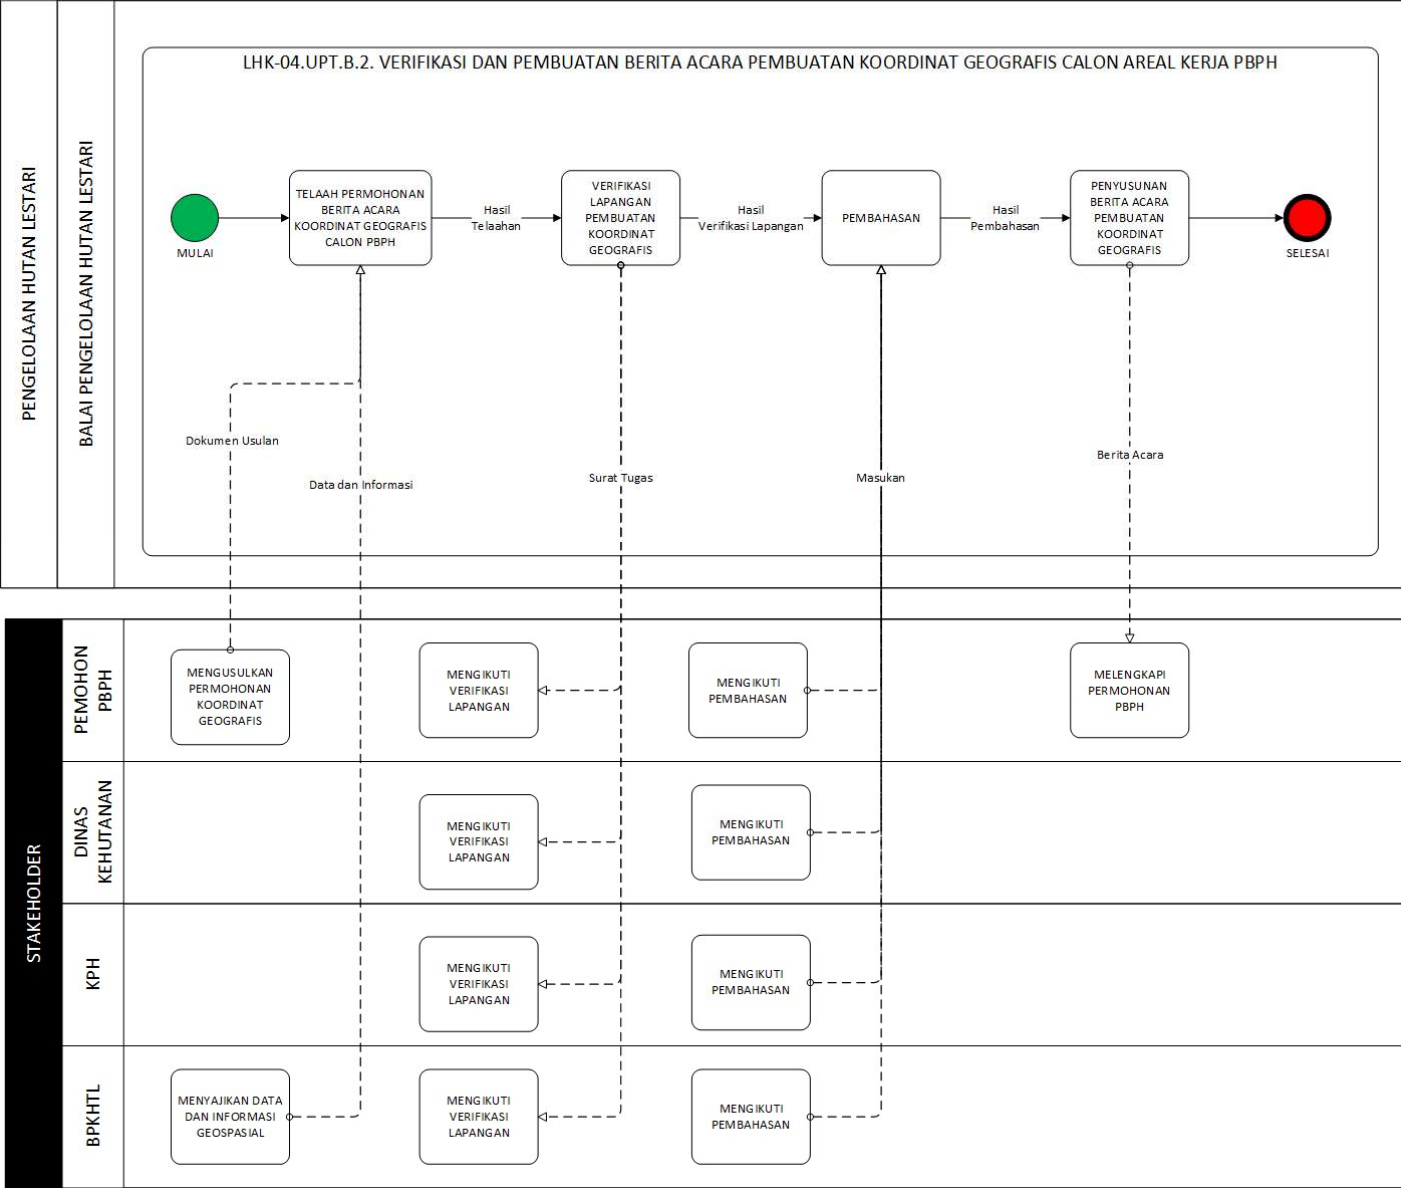 PENGELOLAAN HUTAN LESTARI
BALAI PENGELOLAAN HUTAN LESTARI
LHK-04.UPT.B.2. VERIFIKASI DAN PEMBUATAN BERITA ACARA PEMBUATAN KOORDINAT GEOGRAFIS CALON AREAL KERJA PBPH
MULAI
TELAAH PERMOHONAN
BERITA ACARA
KOORDINAT GEOGRAFIS
CALON PBPH
Hasil
Telaahan
VERIFIKASI
LAPANGAN
PEMBUATAN
KOORDINAT
GEOGRAFIS
Hasil
Verifikasi Lapangan
PEMBAHASAN
Hasil
Pembahasan
PENYUSUNAN
BERITA ACARA
PEMBUATAN
KOORDINAT
GEOGRAFIS
SELESAI
Dokumen Usulan
Data dan Informasi
Surat Tugas
Masukan
Berita Acara
STAKEHOLDER
PEMOHON
PBPH
MENGUSULKAN
PERMOHONAN
KOORDINAT
GEOGRAFIS
MENGIKUTI
VERIFIKASI
LAPANGAN
MENGIKUTI
PEMBAHASAN
MELENGKAPI
PERMOHONAN
PBPH
DINAS
KEHUTANAN
MENGIKUTI
VERIFIKASI
LAPANGAN
MENGIKUTI
PEMBAHASAN
KPH
MENGIKUTI
VERIFIKASI
LAPANGAN
MENGIKUTI
PEMBAHASAN
BPKHTL
MENYAJIKAN DATA
DAN INFORMASI
GEOSPASIAL
MENGIKUTI
VERIFIKASI
LAPANGAN
MENGIKUTI
PEMBAHASAN